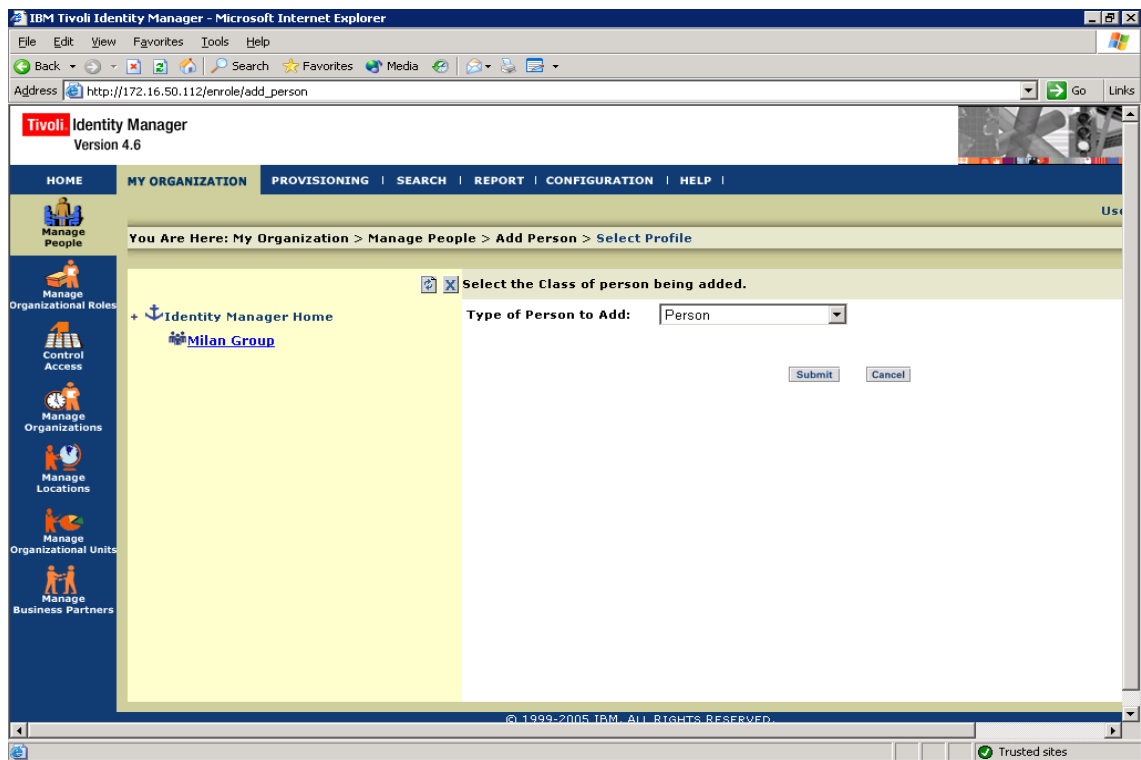 IBM Tivoli Identity Manager - Microsoft Internet Explorer
File Edit View Favorites Tools Help
Back Search Favorites Media
Address http://172.16.50.112/enrole/add_person Go Links
Tivoli. Identity Manager
Version 4.6
HOME MY ORGANIZATION PROVISIONING | SEARCH | REPORT | CONFIGURATION | HELP |
Manage
People
You Are Here: My Organization > Manage People > Add Person > Select Profile
Select the Class of person being added.
Manage
Organizational Roles
+ Identity Manager Home
Type of Person to Add: Person
Milan Group
Control
Access
Submit Cancel
Manage
Organizations
Manage
Locations
Manage
Organizational Units
Manage
Business Partners
© 1999-2005 IBM. ALL RIGHTS RESERVED.
Trusted sites